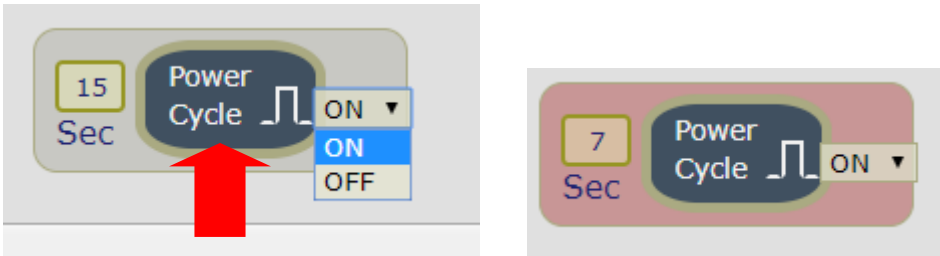 15
Sec
Power
Cycle
ON
ON
OFF
7
Sec
Power
Cycle
ON